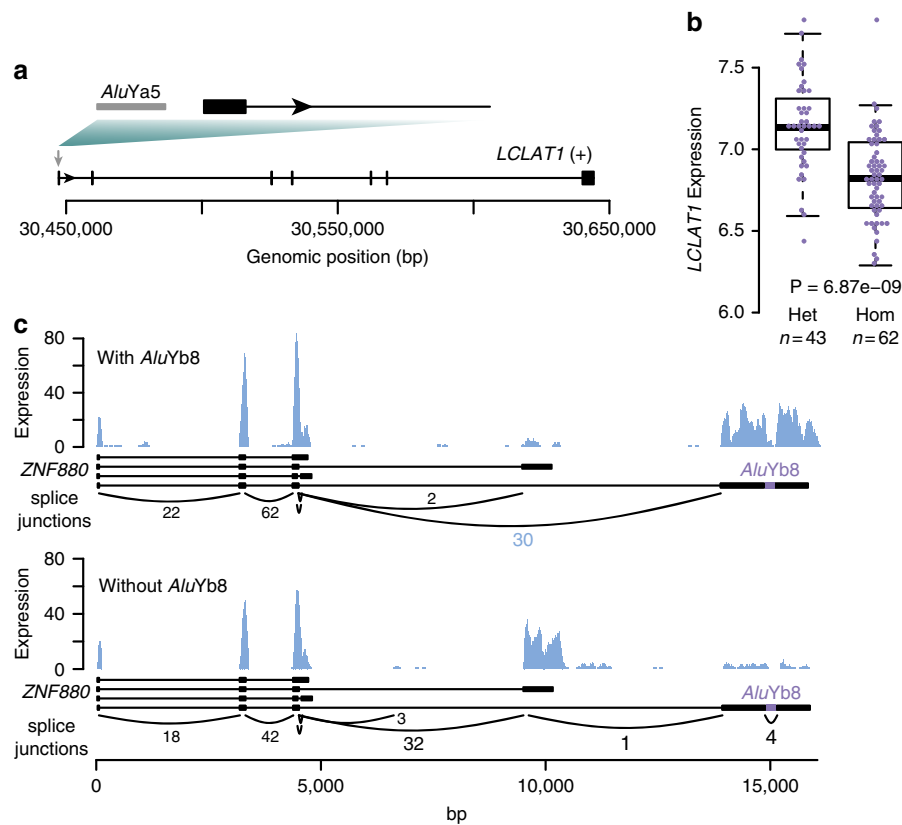 a
AluYa5
LCLAT1 (+)
30,450,000
30,550,000
30,650,000
Genomic position (bp)
b
LCLAT1 Expression
7.5
7.0
6.5
6.0
P = 6.87e−09
Het
Hom
n=43
n=62
c
Expression
80
40
0
With AluYb8
ZNF880
AluYb8
splice
junctions
22
62
2
30
Expression
80
40
0
Without AluYb8
ZNF880
AluYb8
splice
junctions
18
42
3
32
1
4
0
5,000
10,000
15,000
bp